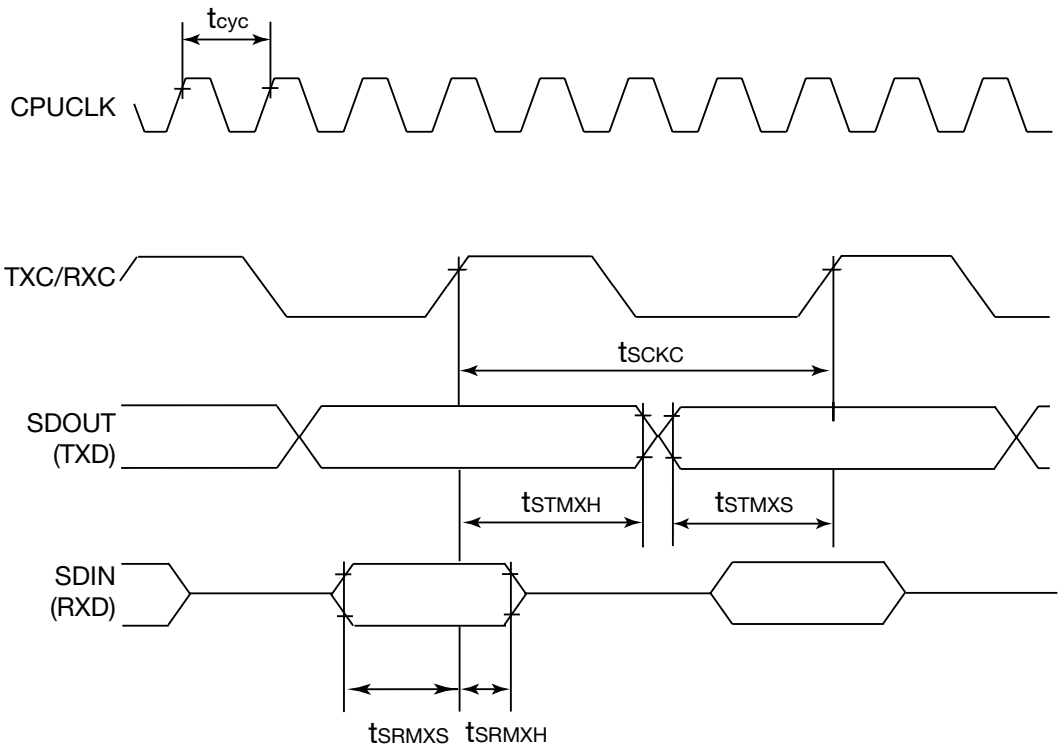 tcyc
CPUCLK
TXC/RXC
tSCKC
SDOUT
(TXD)
tSTMXH
tSTMXS
SDIN
(RXD)
tSRMXS
tSRMXH